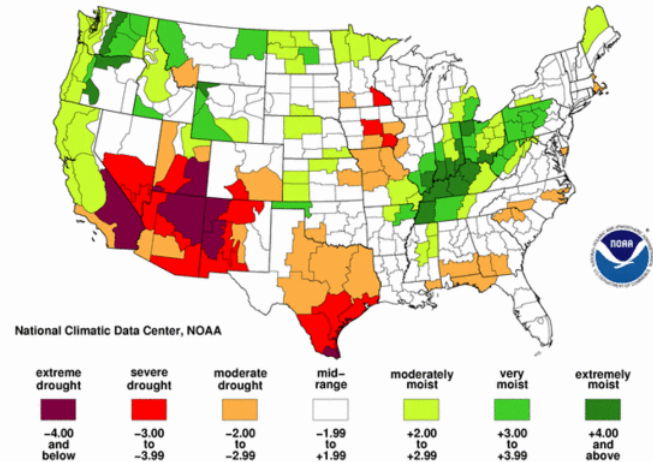 NOAA
National Climatic Data Center, NOAA
extreme drought
severe drought
moderate drought
mid-range
moderately moist
very moist
extremely moist
-4.00 and below
-3.00 to -3.99
-2.00 to -2.99
-1.99 to +1.99
+2.00 to +2.99
+3.00 to +3.99
+4.00 and above